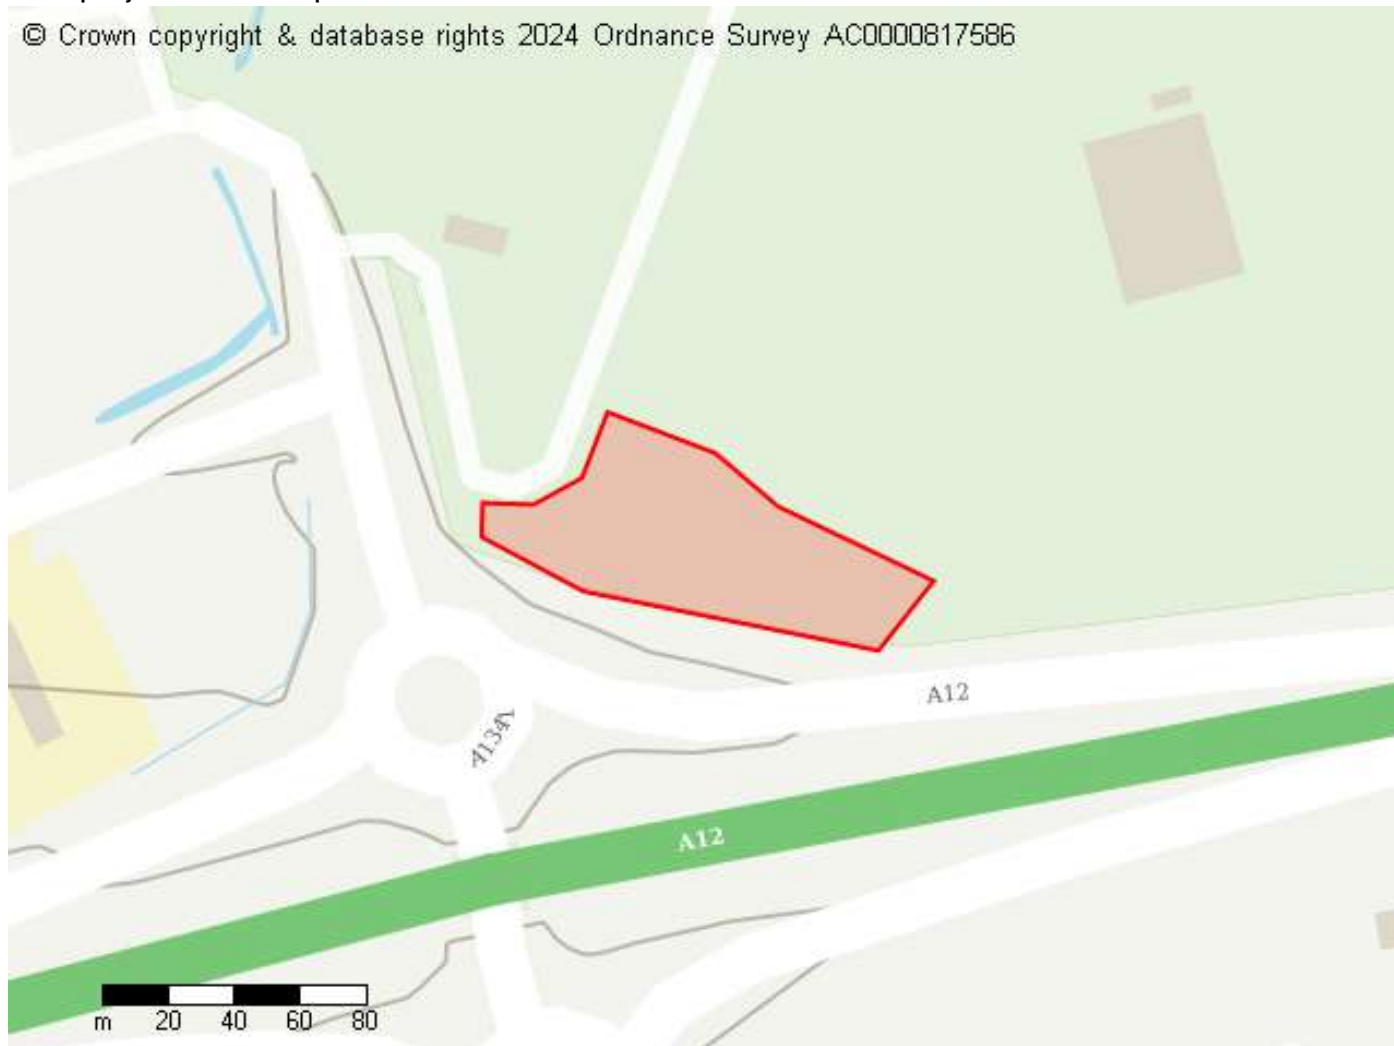 © Crown copyright & database rights 2024 Ordnance Survey AC0000817586
A12
A134
A12
m 20 40 60 80